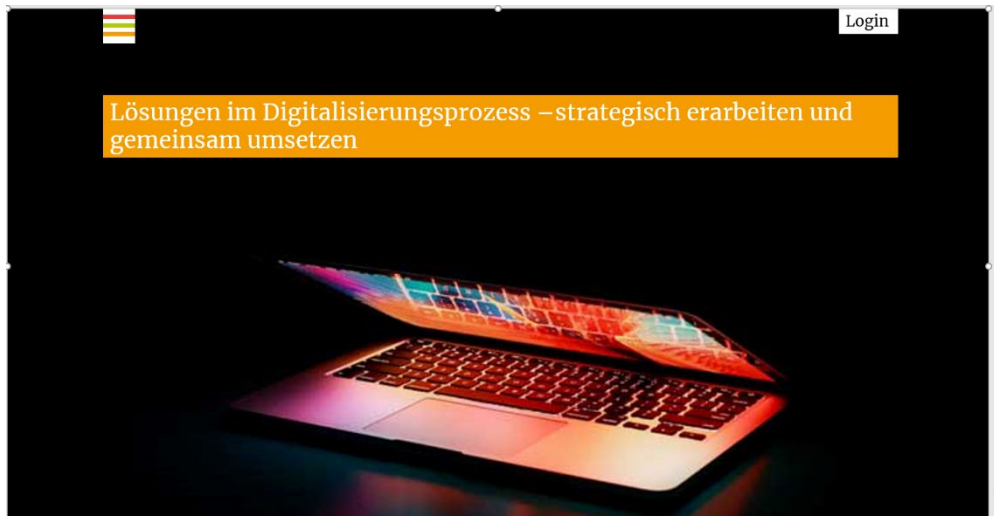 Login
Lösungen im Digitalisierungsprozess –strategisch erarbeiten und
gemeinsam umsetzen